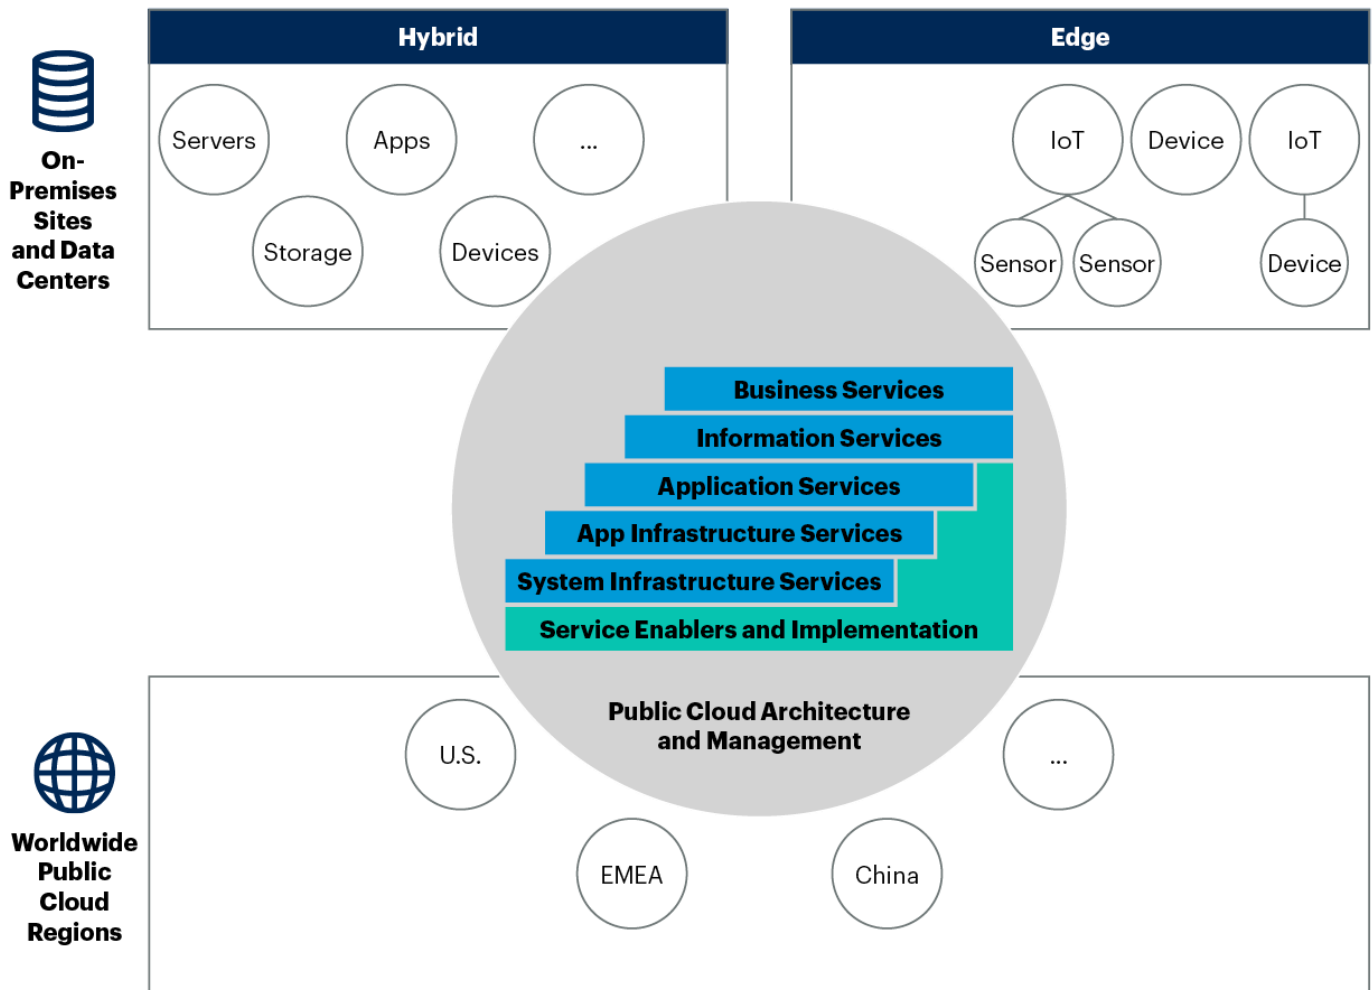 Hybrid
Edge
On-
Premises
Sites
and Data
Centers
Servers
Apps
...
Storage
Devices
IoT
Device
IoT
Sensor
Sensor
Device
Business Services
Information Services
Application Services
App Infrastructure Services
System Infrastructure Services
Service Enablers and Implementation
Public Cloud Architecture
and Management
Worldwide
Public
Cloud
Regions
U.S.
...
EMEA
China